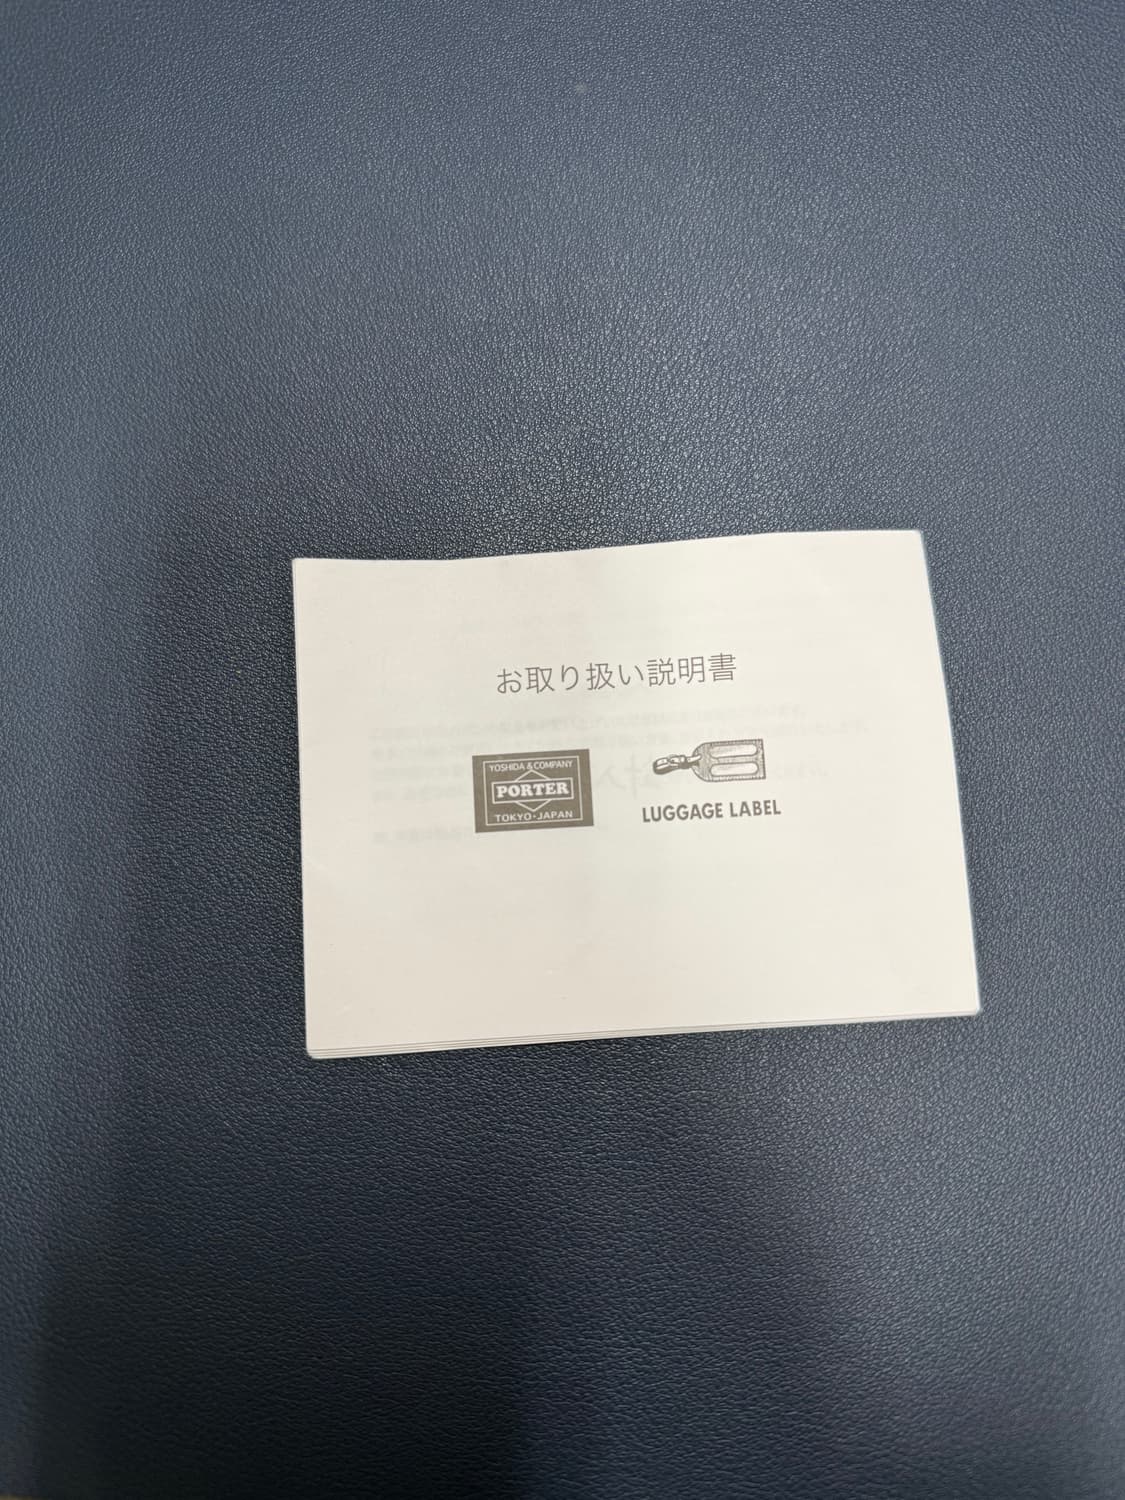 お取り扱い説明書
YOSHIDA & COMPANY
PORTER
TOKYO・JAPAN
LUGGAGE LABEL